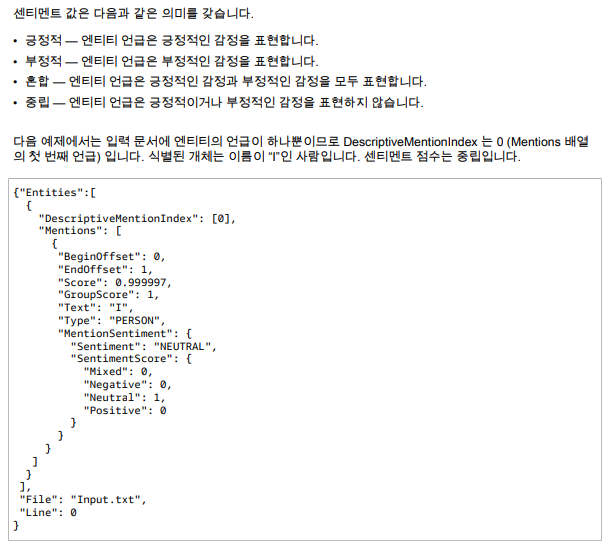 센티멘트 값은 다음과 같은 의미를 갖습니다.
• 긍정적 — 엔티티 언급은 긍정적인 감정을 표현합니다.
• 부정적 — 엔티티 언급은 부정적인 감정을 표현합니다.
• 혼합 — 엔티티 언급은 긍정적인 감정과 부정적인 감정을 모두 표현합니다.
• 중립 — 엔티티 언급은 긍정적이거나 부정적인 감정을 표현하지 않습니다.
다음 예제에서는 입력 문서에 엔티티의 언급이 하나뿐이므로 DescriptiveMentionIndex 는 0 (Mentions 배열
의 첫 번째 언급) 입니다. 식별된 개체는 이름이 “I”인 사람입니다. 센티멘트 점수는 중립입니다.
{"Entities":[
  {
    "DescriptiveMentionIndex": [0],
    "Mentions": [
      {
       "BeginOffset": 0,
       "EndOffset": 1,
       "Score": 0.999997,
       "GroupScore": 1,
       "Text": "I",
       "Type": "PERSON",
       "MentionSentiment": {
         "Sentiment": "NEUTRAL",
         "SentimentScore": {
           "Mixed": 0,
           "Negative": 0,
           "Neutral": 1,
           "Positive": 0
         }
       }
     }
   ]
  }
 ],
 "File": "Input.txt",
 "Line": 0
}